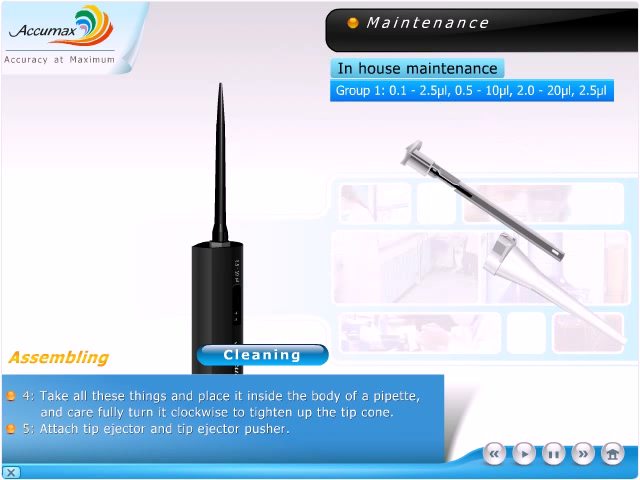 Accumax
Accuracy at Maximum
Maintenance
In house maintenance
Group 1: 0.1 - 2.5µl, 0.5 - 10µl, 2.0 - 20µl, 2.5µl
Assembling
Cleaning
4: Take all these things and place it inside the body of a pipette,
and care fully turn it clockwise to tighten up the tip cone.
5: Attach tip ejector and tip ejector pusher.